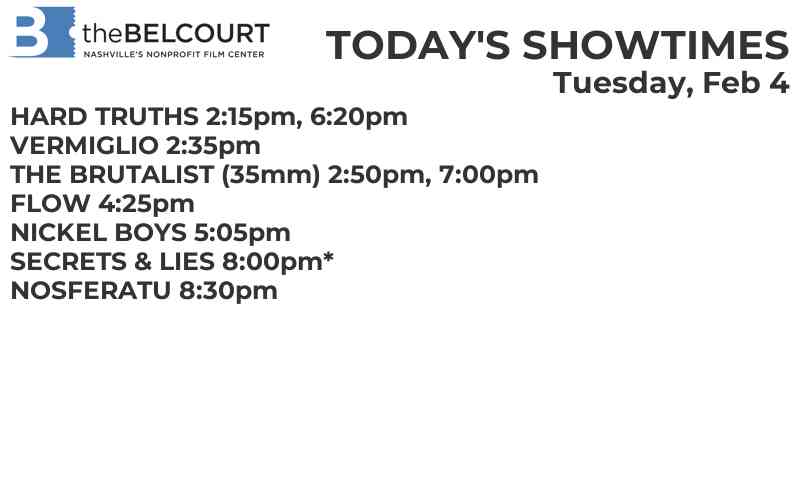 B theBELCOURT
NASHVILLE'S NONPROFIT FILM CENTER
TODAY'S SHOWTIMES
Tuesday, Feb 4
HARD TRUTHS 2:15pm, 6:20pm
VERMIGLIO 2:35pm
THE BRUTALIST (35mm) 2:50pm, 7:00pm
FLOW 4:25pm
NICKEL BOYS 5:05pm
SECRETS & LIES 8:00pm*
NOSFERATU 8:30pm